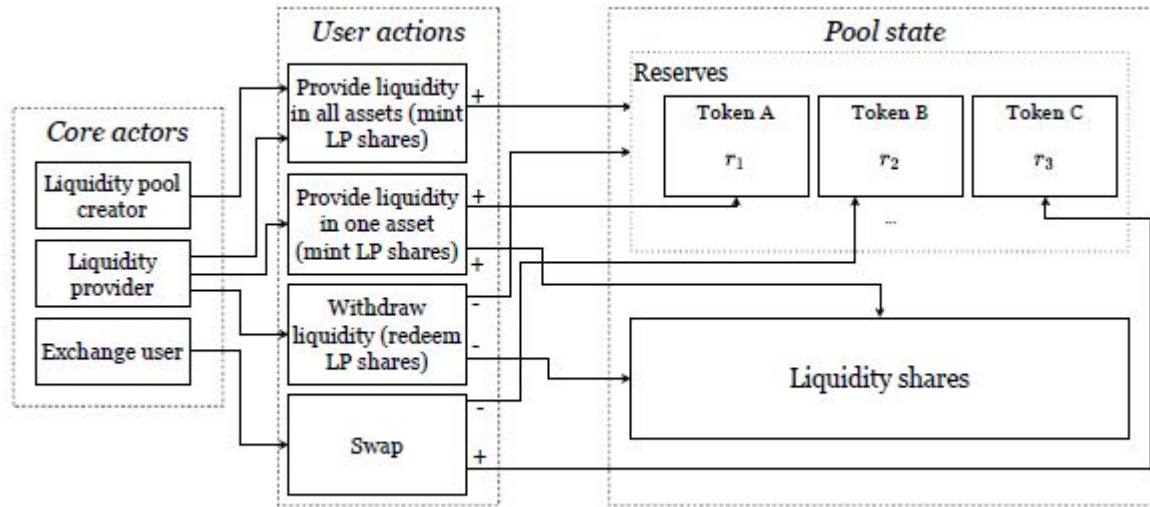 Core actors
Liquidity pool
creator
Liquidity
provider
Exchange user
User actions
Provide liquidity
in all assets (mint
LP shares)
+
Provide liquidity
in one asset
(mint LP shares)
+
+
Withdraw
liquidity (redeem
LP shares)
-
-
Swap
-
+
Pool state
Reserves
Token A
r1
Token B
r2
Token C
r3
...
Liquidity shares